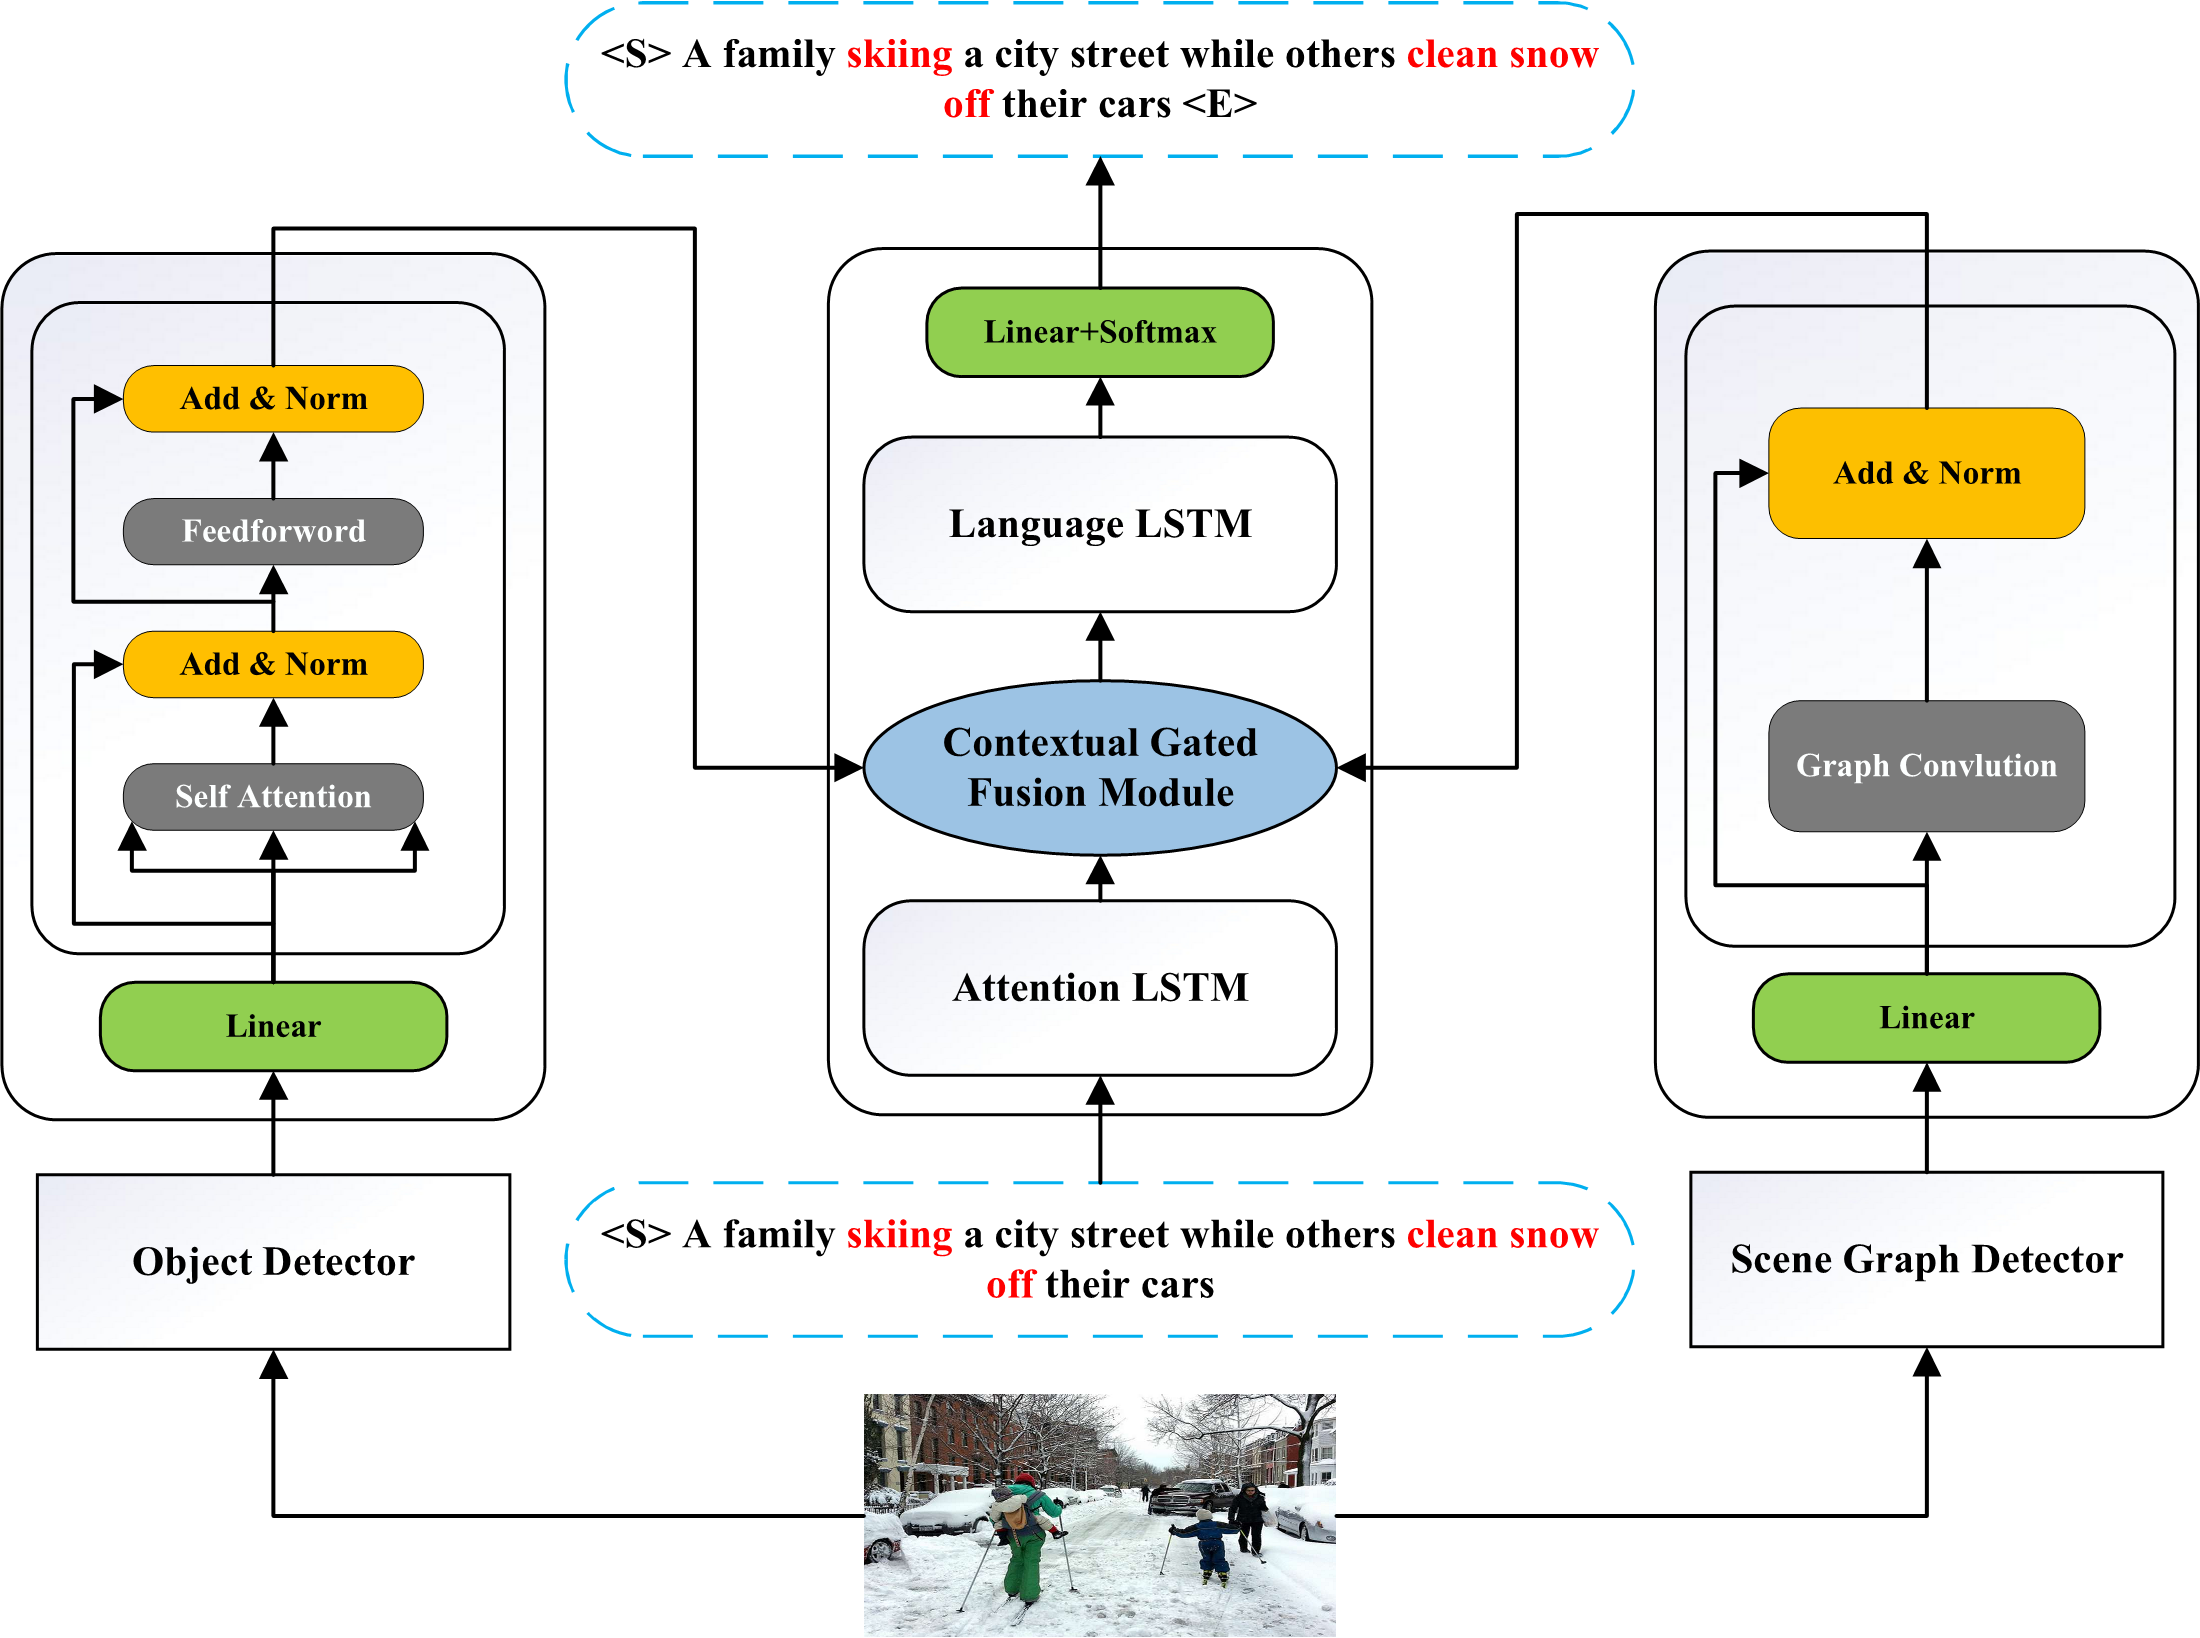 <S> A family skiing a city street while others clean snow
off their cars <E>
Add & Norm
Feedforword
Add & Norm
Self Attention
Linear
Object Detector
Linear+Softmax
Language LSTM
Contextual Gated
Fusion Module
Attention LSTM
<S> A family skiing a city street while others clean snow
off their cars
Add & Norm
Graph Convlution
Linear
Scene Graph Detector